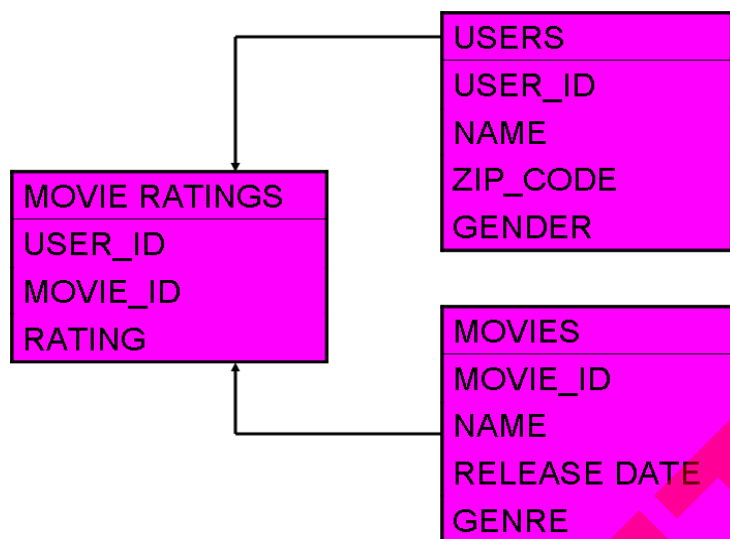 USERS
USER_ID
NAME
ZIP_CODE
GENDER
MOVIE RATINGS
USER_ID
MOVIE_ID
RATING
MOVIES
MOVIE_ID
NAME
RELEASE DATE
GENRE